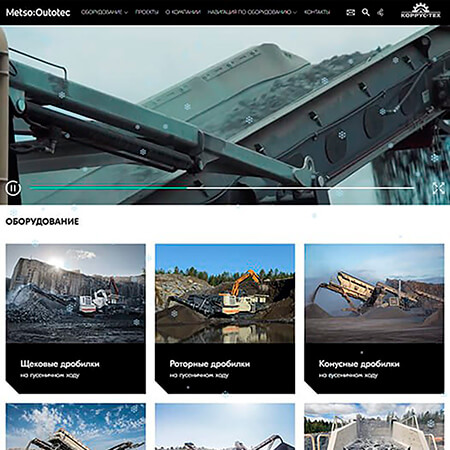 Metso:Outotec
ОБОРУДОВАНИЕ ПРОЕКТЫ О КОМПАНИИ НАВИГАЦИЯ ПО ОБОРУДОВАНИЮ КОНТАКТЫ
КОРРУС-ТЕХ
ОБОРУДОВАНИЕ
Щековые дробилки
на гусеничном ходу
Роторные дробилки
на гусеничном ходу
Конусные дробилки
на гусеничном ходу